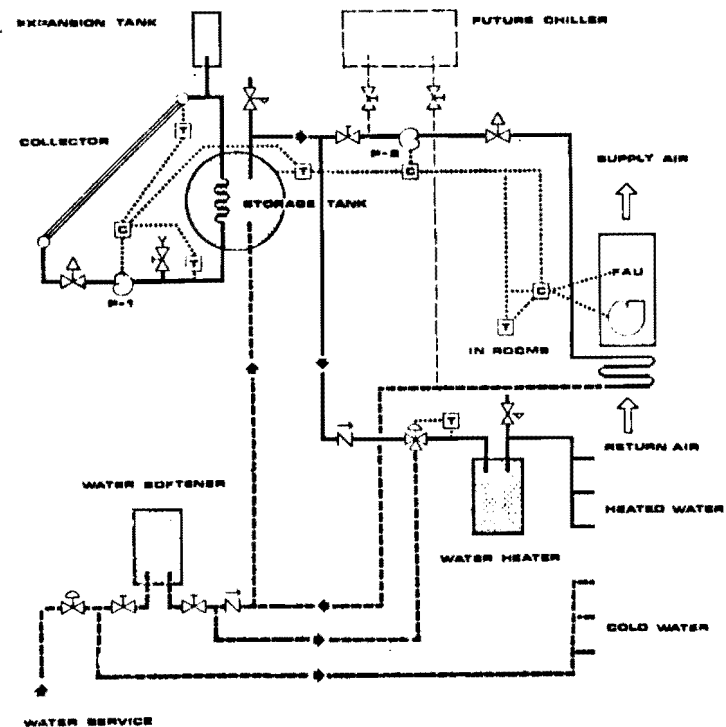 EXPANSION TANK
FUTURE CHILLER
COLLECTOR
T
P-2
SUPPLY AIR
T
C
STORAGE TANK
C
T
FAU
C
P-1
T
IN ROOMS
T
RETURN AIR
WATER SOFTENER
HEATED WATER
WATER HEATER
COLD WATER
WATER SERVICE